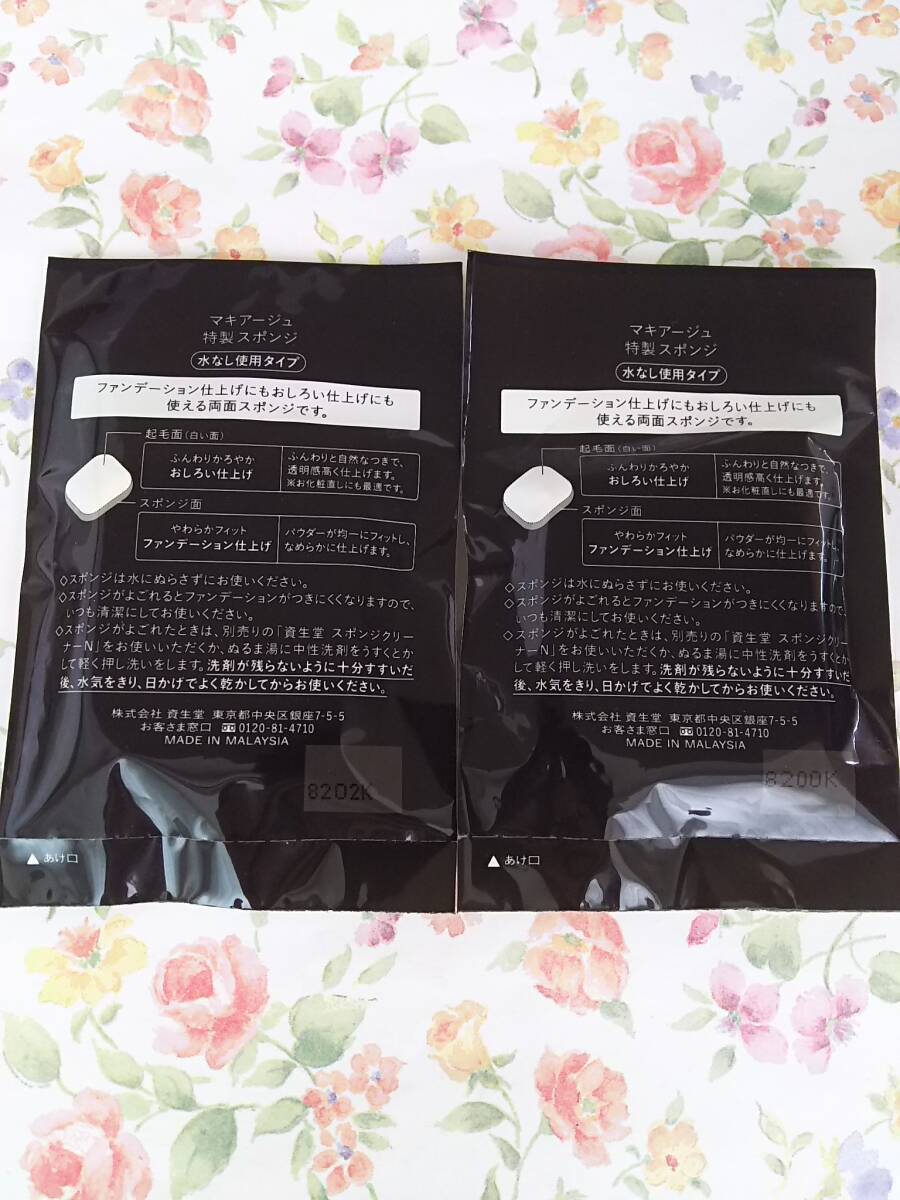 マキアージュ
特製スポンジ
水なし使用タイプ
ファンデーション仕上げにもおしろい仕上げにも
使える両面スポンジです。
起毛面(白い面)
ふんわりかろやか
おしろい仕上げ
ふんわりと自然なつきで、
透明感高く仕上げます。
※お化粧直しにも最適です。
スポンジ面
やわらかフィット
ファンデーション仕上げ
パウダーが均一にフィットし、
なめらかに仕上げます。
◇スポンジは水にぬらさずにお使いください。
◇スポンジがよごれるとファンデーションがつきにくくなりますので、
いつも清潔にしてお使いください。
◇スポンジがよごれたときは、別売りの「資生堂 スポンジクリー
ナーN」をお使いいただくか、ぬるま湯に中性洗剤をうすくとか
して軽く押し洗いをします。洗剤が残らないように十分すすいだ
後、水気をきり、日かげでよく乾かしてからお使いください。
株式会社 資生堂 東京都中央区銀座7-5-5
お客さま窓口 0120-81-4710
MADE IN MALAYSIA
8202K
▲ あけ口
マキアージュ
特製スポンジ
水なし使用タイプ
ファンデーション仕上げにもおしろい仕上げにも
使える両面スポンジです。
起毛面(白い面)
ふんわりかろやか
おしろい仕上げ
ふんわりと自然なつきで、
透明感高く仕上げます。
※お化粧直しにも最適です。
スポンジ面
やわらかフィット
ファンデーション仕上げ
パウダーが均一にフィットし、
なめらかに仕上げます。
◇スポンジは水にぬらさずにお使いください。
◇スポンジがよごれるとファンデーションがつきにくくなりますので、
いつも清潔にしてお使いください。
◇スポンジがよごれたときは、別売りの「資生堂 スポンジクリー
ナーN」をお使いいただくか、ぬるま湯に中性洗剤をうすくとか
して軽く押し洗いをします。洗剤が残らないように十分すすいだ
後、水気をきり、日かげでよく乾かしてからお使いください。
株式会社 資生堂 東京都中央区銀座7-5-5
お客さま窓口 0120-81-4710
MADE IN MALAYSIA
8200K
▲ あけ口